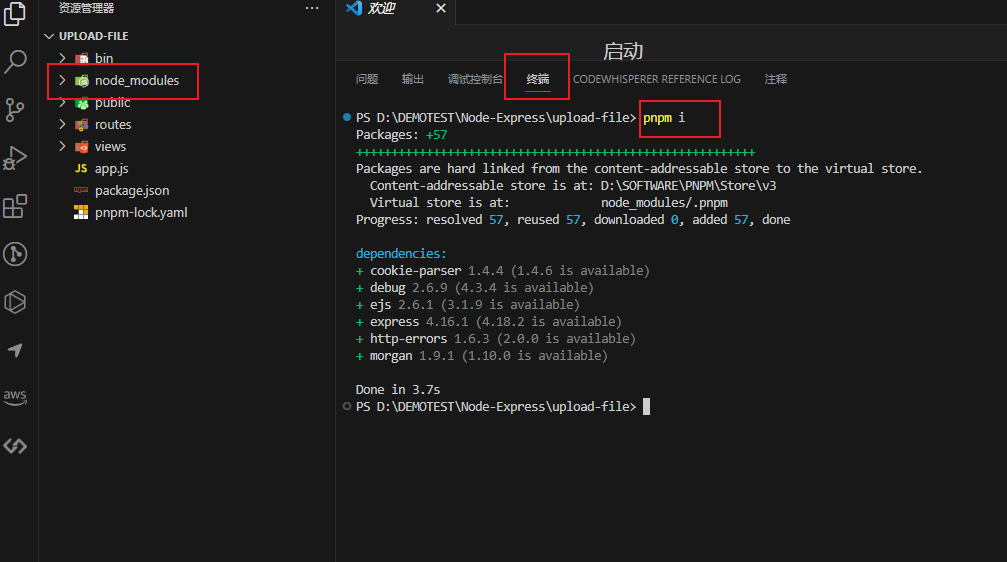 资源管理器
···
欢迎
UPLOAD-FILE
bin
node_modules
public
routes
views
JS app.js
package.json
pnpm-lock.yaml
aws
启动
问题 输出 调试控制台 终端 CODEWHISPERER REFERENCE LOG 注释
PS D:\DEMOTEST\Node-Express\upload-file> pnpm i
Packages: +57
+++++++++++++++++++++++++++++++++++++++++++++++++++++++++
Packages are hard linked from the content-addressable store to the virtual store.
Content-addressable store is at: D:\SOFTWARE\PNPM\Store\v3
Virtual store is at: node_modules/.pnpm
Progress: resolved 57, reused 57, downloaded 0, added 57, done
dependencies:
+ cookie-parser 1.4.4 (1.4.6 is available)
+ debug 2.6.9 (4.3.4 is available)
+ ejs 2.6.1 (3.1.9 is available)
+ express 4.16.1 (4.18.2 is available)
+ http-errors 1.6.3 (2.0.0 is available)
+ morgan 1.9.1 (1.10.0 is available)
Done in 3.7s
PS D:\DEMOTEST\Node-Express\upload-file>